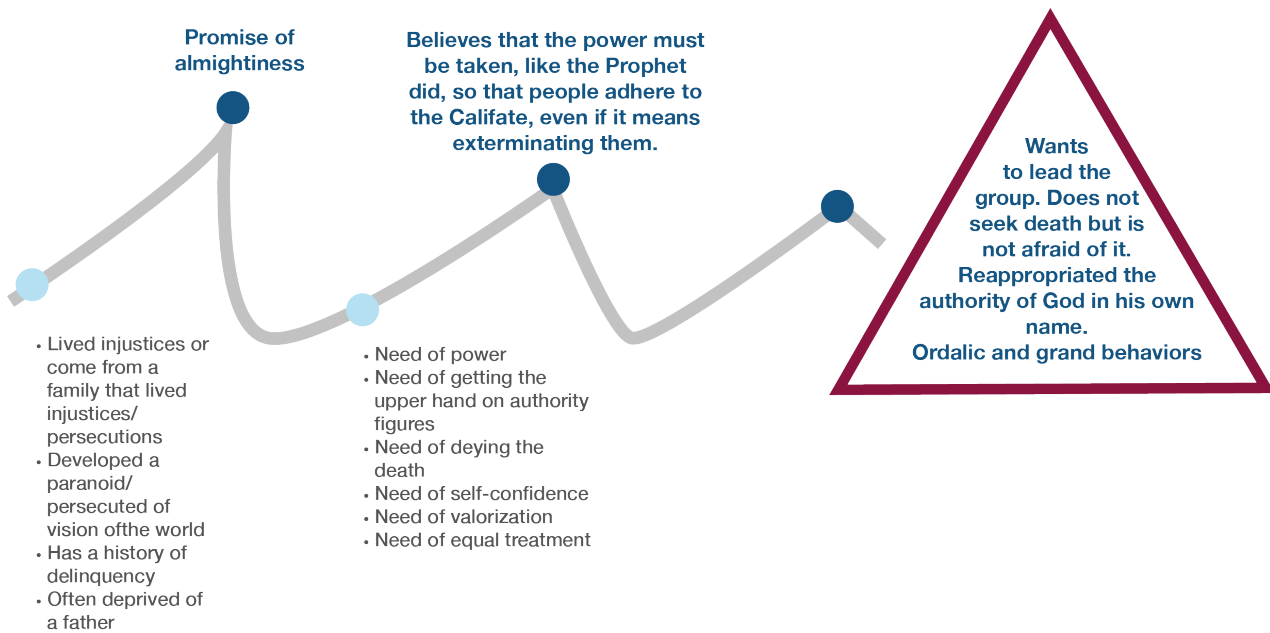 Promise of
almightiness
Believes that the power must
be taken, like the Prophet
did, so that people adhere to
the Califate, even if it means
exterminating them.
• Lived injustices or
come from a
family that lived
injustices/
persecutions
• Developed a
paranoid/
persecuted of
vision ofthe world
• Has a history of
delinquency
• Often deprived of
a father
• Need of power
• Need of getting the
upper hand on authority
figures
• Need of deying the
death
• Need of self-confidence
• Need of valorization
• Need of equal treatment
Wants
to lead the
group. Does not
seek death but is
not afraid of it.
Reappropriated the
authority of God in his own
name.
Ordalic and grand behaviors